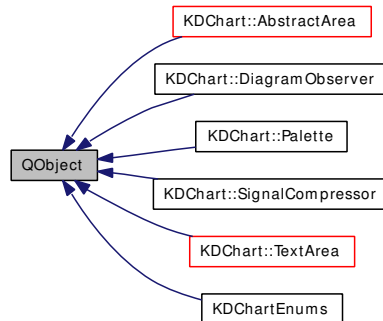 KDChart::AbstractArea
KDChart::DiagramObserver
KDChart::Palette
QObject
KDChart::SignalCompressor
KDChart::TextArea
KDChartEnums